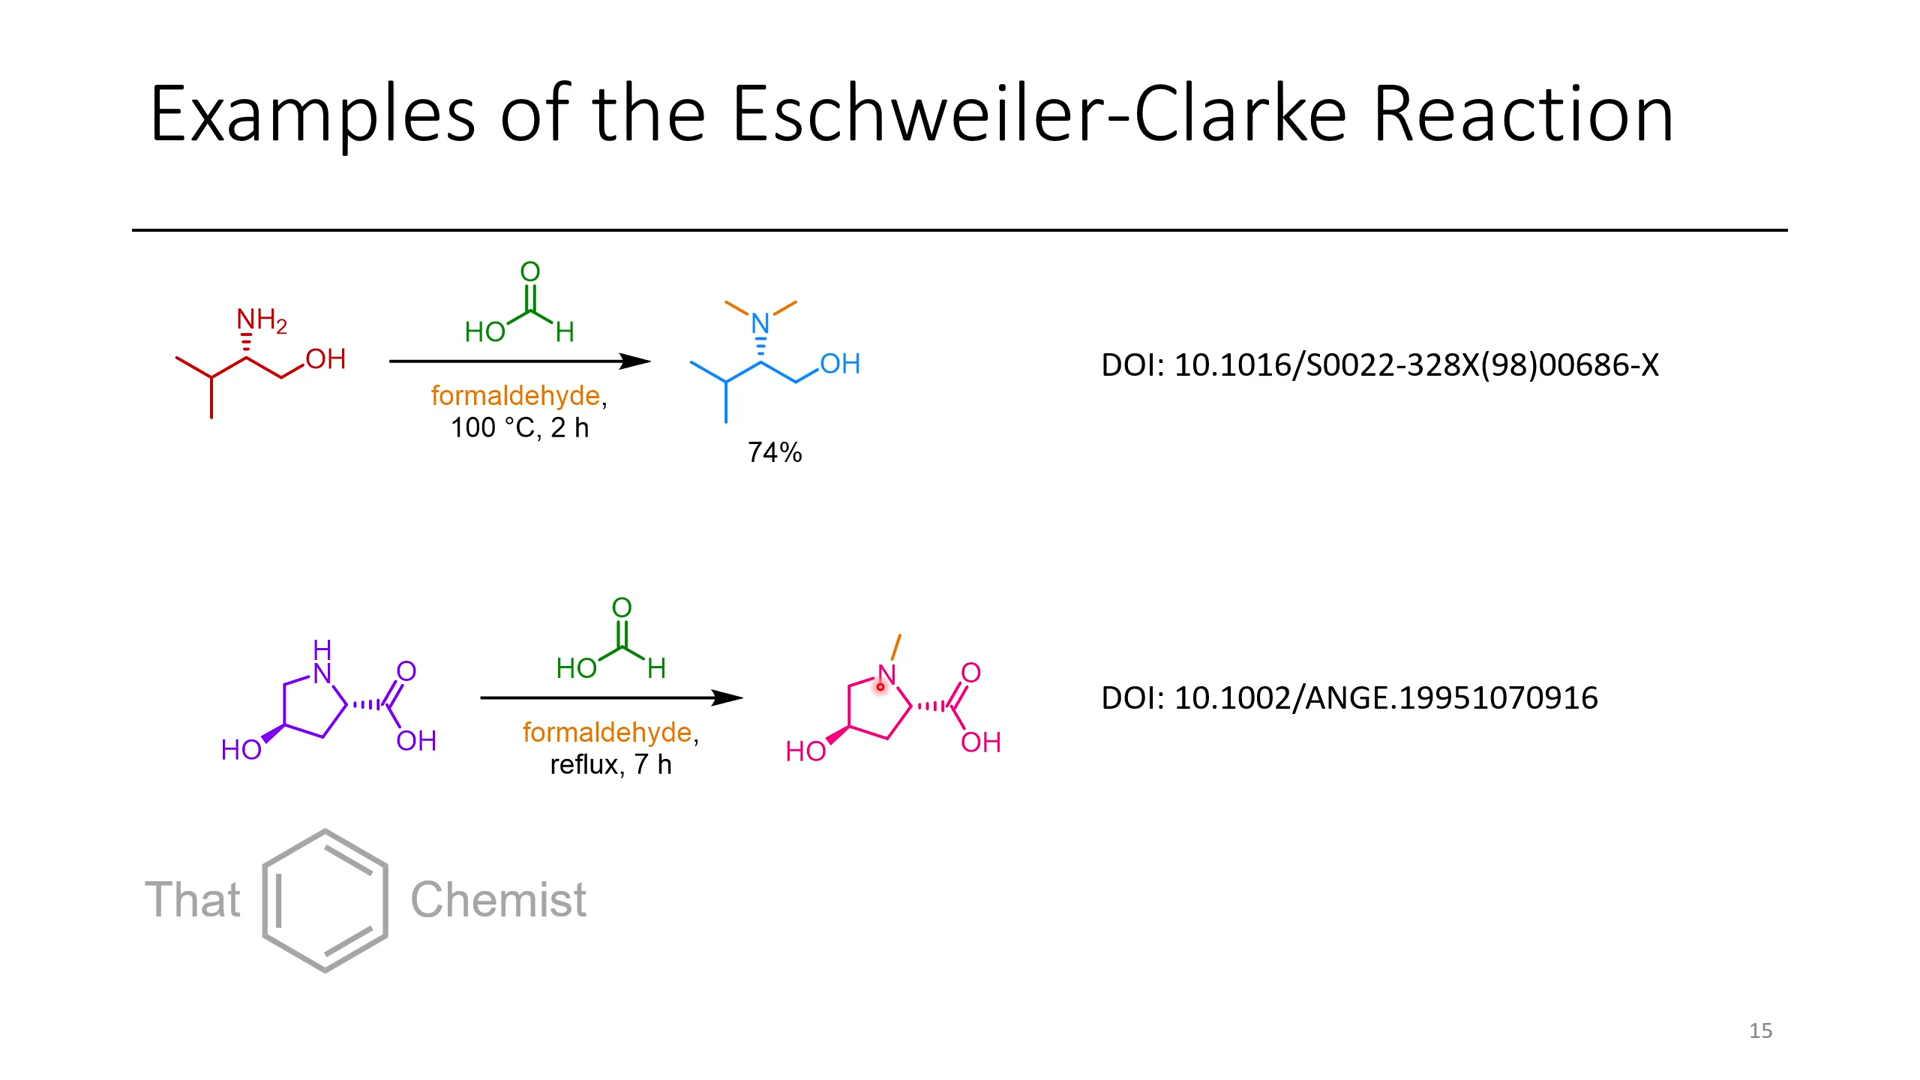 Examples of the Eschweiler-Clarke Reaction
O
HO H
NH2
OH
formaldehyde,
100 °C, 2 h
N
OH
74%
DOI: 10.1016/S0022-328X(98)00686-X
O
HO H
H
N
O
OH
HO
formaldehyde,
reflux, 7 h
N
O
OH
HO
DOI: 10.1002/ANGE.19951070916
That Chemist
15